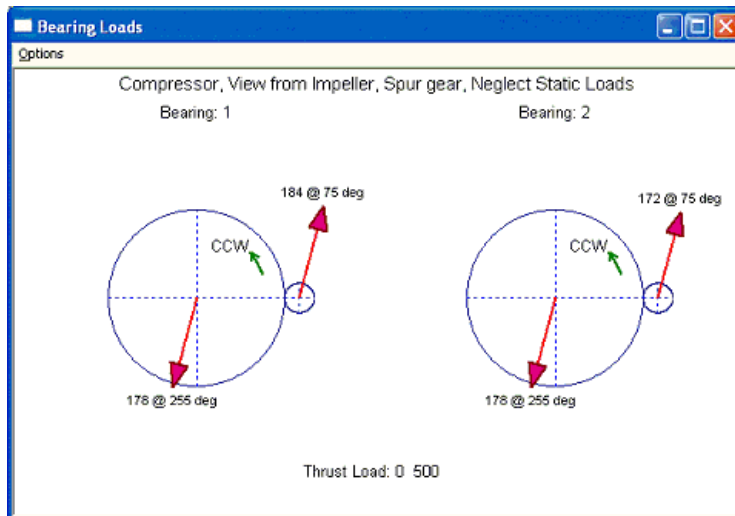 Bearing Loads
Options
Compressor, View from Impeller, Spur gear, Neglect Static Loads
Bearing: 1
Bearing: 2
184 @ 75 deg
172 @ 75 deg
CCW
CCW
178 @ 255 deg
178 @ 255 deg
Thrust Load: 0 500